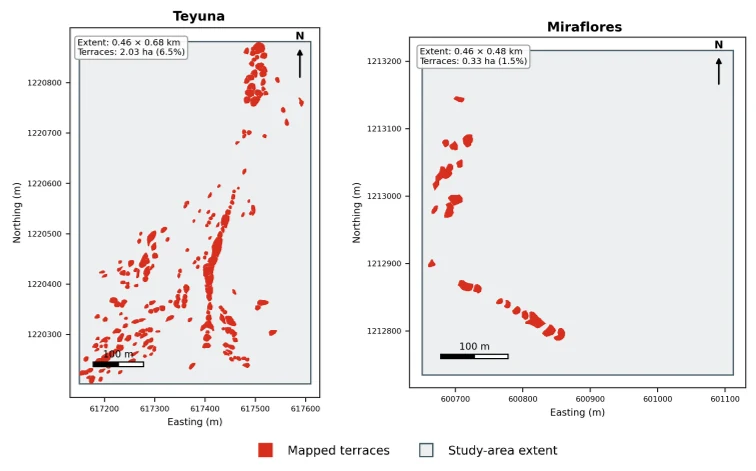 Teyuna
Extent: 0.46 × 0.68 km
Terraces: 2.03 ha (6.5%)
N
1220800
1220700
1220600
1220500
1220400
1220300
Northing (m)
100 m
617200 617300 617400 617500 617600
Easting (m)
Miraflores
Extent: 0.46 × 0.48 km
Terraces: 0.33 ha (1.5%)
N
1213200
1213100
1213000
1212900
1212800
Northing (m)
100 m
600700 600800 600900 601000 601100
Easting (m)
Mapped terraces
Study-area extent